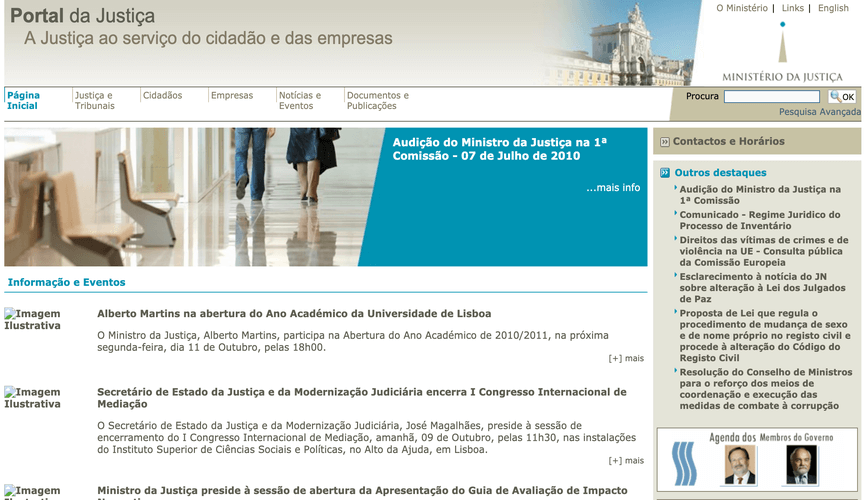 Portal da Justiça
A Justiça ao serviço do cidadão e das empresas
O Ministério | Links | English
MINISTÉRIO DA JUSTIÇA
Página Inicial
Justiça e Tribunais
Cidadãos
Empresas
Notícias e Eventos
Documentos e Publicações
Procura
OK
Pesquisa Avançada
Audição do Ministro da Justiça na 1ª
Comissão - 07 de Julho de 2010
...mais info
Informação e Eventos
Imagem
Ilustrativa
Alberto Martins na abertura do Ano Académico da Universidade de Lisboa
O Ministro da Justiça, Alberto Martins, participa na Abertura do Ano Académico de 2010/2011, na próxima
segunda-feira, dia 11 de Outubro, pelas 18h00.
[+] mais
Imagem
Ilustrativa
Secretário de Estado da Justiça e da Modernização Judiciária encerra I Congresso Internacional de
Mediação
O Secretário de Estado da Justiça e da Modernização Judiciária, José Magalhães, preside à sessão de
encerramento do I Congresso Internacional de Mediação, amanhã, 09 de Outubro, pelas 11h30, nas instalações
do Instituto Superior de Ciências Sociais e Políticas, no Alto da Ajuda, em Lisboa.
[+] mais
Imagem
Ministro da Justiça preside à sessão de abertura da Apresentação do Guia de Avaliação de Impacto
Contactos e Horários
Outros destaques
Audição do Ministro da Justiça na
1ª Comissão
Comunicado - Regime Juridico do
Processo de Inventário
Direitos das vítimas de crimes e de
violência na UE - Consulta pública
da Comissão Europeia
Esclarecimento à notícia do JN
sobre alteração à Lei dos Julgados
de Paz
Proposta de Lei que regula o
procedimento de mudança de sexo
e de nome próprio no registo civil e
procede à alteração do Código do
Registo Civil
Resolução do Conselho de Ministros
para o reforço dos meios de
coordenação e execução das
medidas de combate à corrupção
Agenda dos Membros do Governo